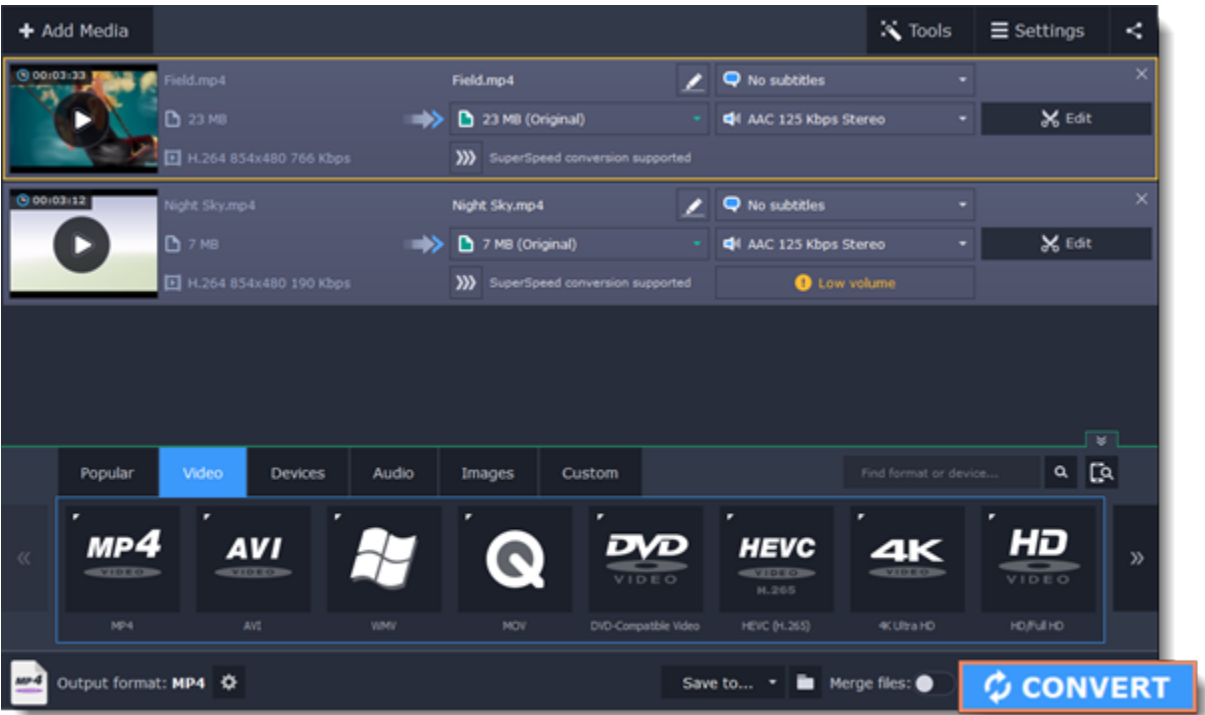 Add Media
Tools
Settings
00:03:33
Field.mp4
Field.mp4
No subtitles
23 MB
23 MB (Original)
AAC 125 Kbps Stereo
Edit
H.264 854x480 766 Kbps
SuperSpeed conversion supported
00:03:12
Night Sky.mp4
Night Sky.mp4
No subtitles
7 MB
7 MB (Original)
AAC 125 Kbps Stereo
Edit
H.264 854x480 190 Kbps
SuperSpeed conversion supported
Low volume
Popular
Video
Devices
Audio
Images
Custom
Find format or device...
MP4 VIDEO
AVI VIDEO
DVD VIDEO
HEVC VIDEO H.265
4K VIDEO
HD VIDEO
MP4
AVI
WMV
MOV
DVD-Compatible Video
HEVC (H.265)
4K Ultra HD
HD/Full HD
MP4
Output format: MP4
Save to...
Merge files:
CONVERT